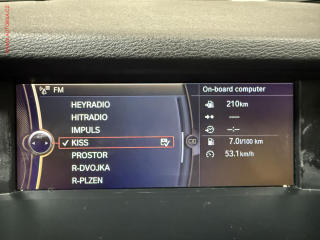 FM
On-board computer
HEYRADIO
HITRADIO
IMPULS
KISS
PROSTOR
R-DVOJKA
R-PLZEN
210km
----
--:--
7.0l/100 km
53.1km/h